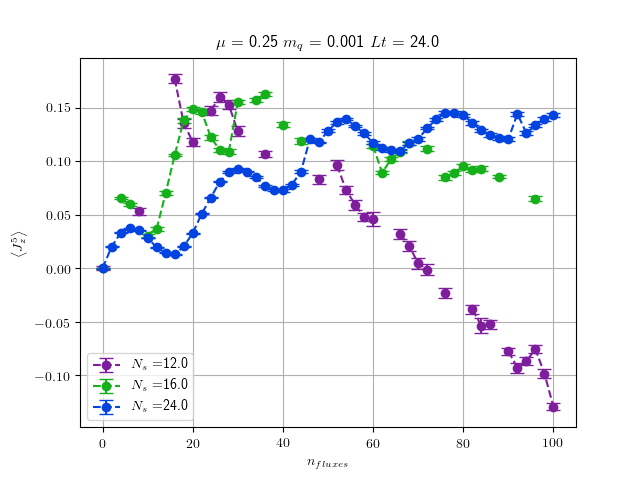 μ = 0.25 m_q = 0.001 Lt = 24.0
⟨J_z^5⟩
0.15
0.10
0.05
0.00
−0.05
−0.10
N_s =12.0
N_s =16.0
N_s =24.0
0 20 40 60 80 100
n_fluxes